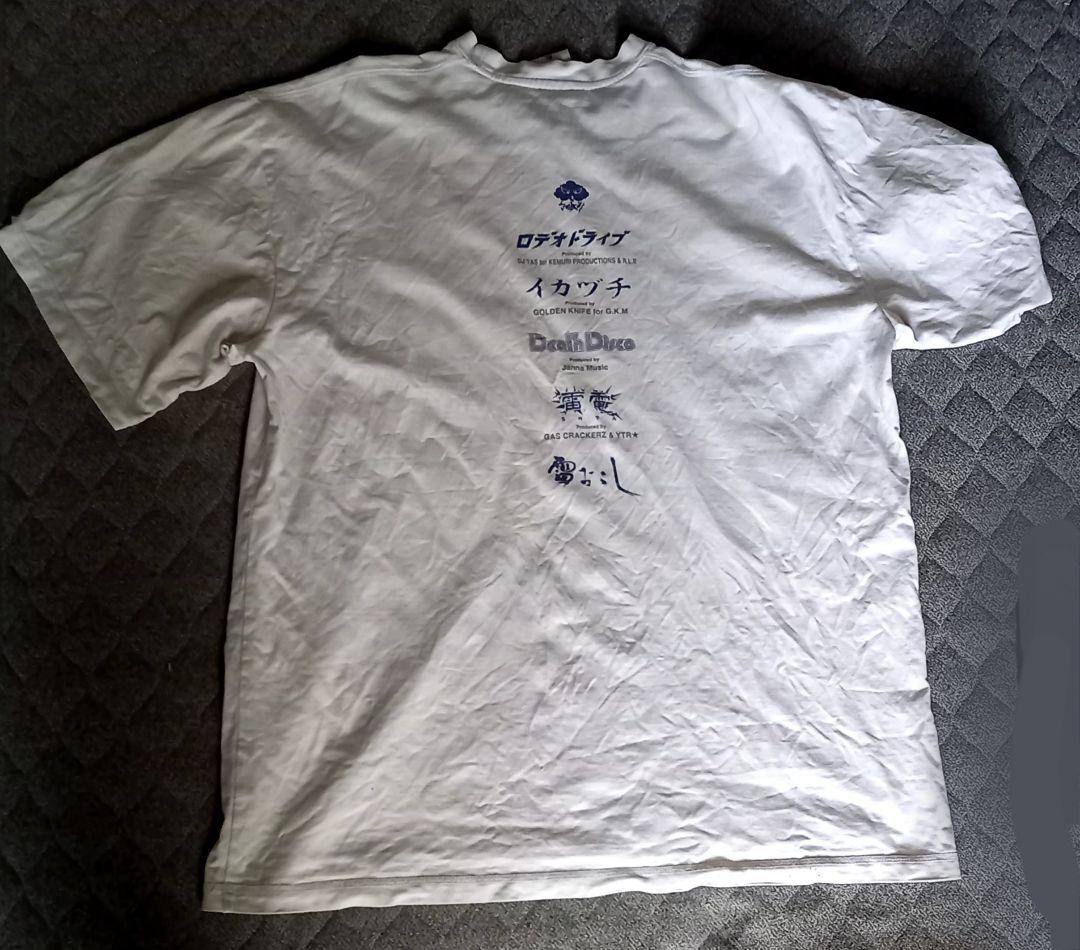 ロデオドライブ
Produced by
DJ YAS for KEMURI PRODUCTIONS & R.L.R
イカヅチ
Produced by
GOLDEN KNIFE for G.K.M
Death Disco
Produced by
Janna Music
Produced by
GAS CRACKERZ & YTR★
雷おこし